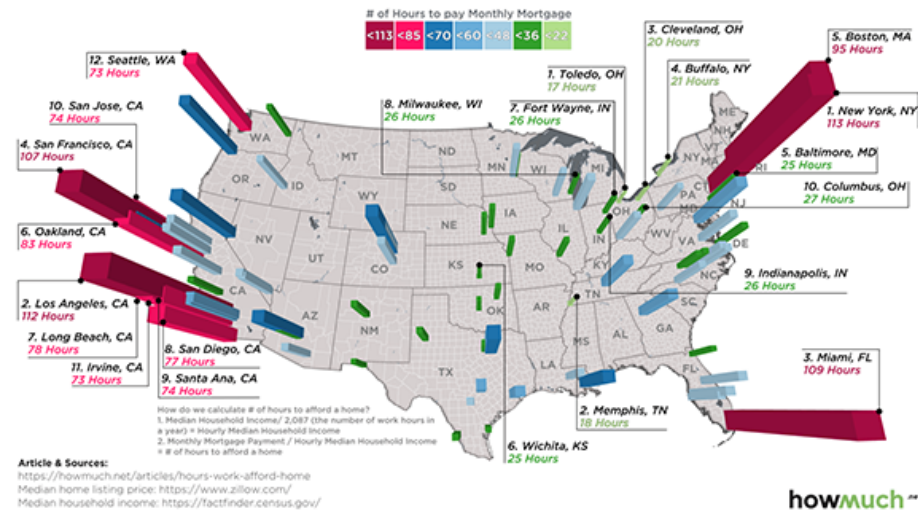 # of Hours to pay Monthly Mortgage
<113 <85 <70 <60 <48 <36 <22
3. Cleveland, OH
20 Hours
5. Boston, MA
95 Hours
12. Seattle, WA
73 Hours
4. Buffalo, NY
21 Hours
1. Toledo, OH
17 Hours
10. San Jose, CA
74 Hours
8. Milwaukee, WI
26 Hours
7. Fort Wayne, IN
26 Hours
1. New York, NY
113 Hours
4. San Francisco, CA
107 Hours
5. Baltimore, MD
25 Hours
10. Columbus, OH
27 Hours
6. Oakland, CA
83 Hours
9. Indianapolis, IN
26 Hours
2. Los Angeles, CA
112 Hours
7. Long Beach, CA
78 Hours
11. Irvine, CA
73 Hours
8. San Diego, CA
77 Hours
9. Santa Ana, CA
74 Hours
3. Miami, FL
109 Hours
2. Memphis, TN
18 Hours
6. Wichita, KS
25 Hours
WA
MT
ND
MN
WI
MI
ME
NH
VT
MA
RI
NY
CT
OR
ID
WY
SD
IA
PA
NJ
MD
DE
NV
UT
CO
NE
IL
IN
OH
WV
VA
CA
KS
MO
KY
NC
AZ
NM
OK
AR
TN
SC
TX
LA
MS
AL
GA
FL
How do we calculate # of hours to afford a home?
1. Median Household Income/ 2,087 (the number of work hours in
a year) = Hourly Median Household Income
2. Monthly Mortgage Payment / Hourly Median Household Income
= # of hours to afford a home
Article & Sources:
https://howmuch.net/articles/hours-work-afford-home
Median home listing price: https://www.zillow.com/
Median household income: https://factfinder.census.gov/
howmuch